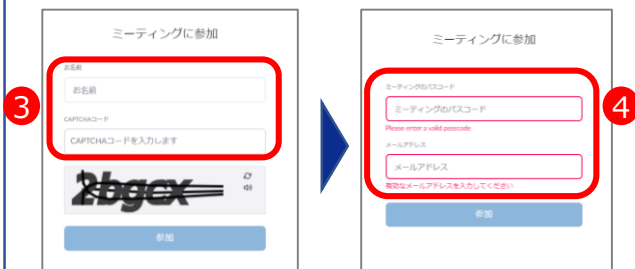 ミーティングに参加
お名前
お名前
3
CAPTCHAコード
CAPTCHAコードを入力します
2bgcx
参加
ミーティングに参加
ミーティングのパスコード
ミーティングのパスコード
4
Please enter a valid passcode
メールアドレス
メールアドレス
有効なメールアドレスを入力してください
参加